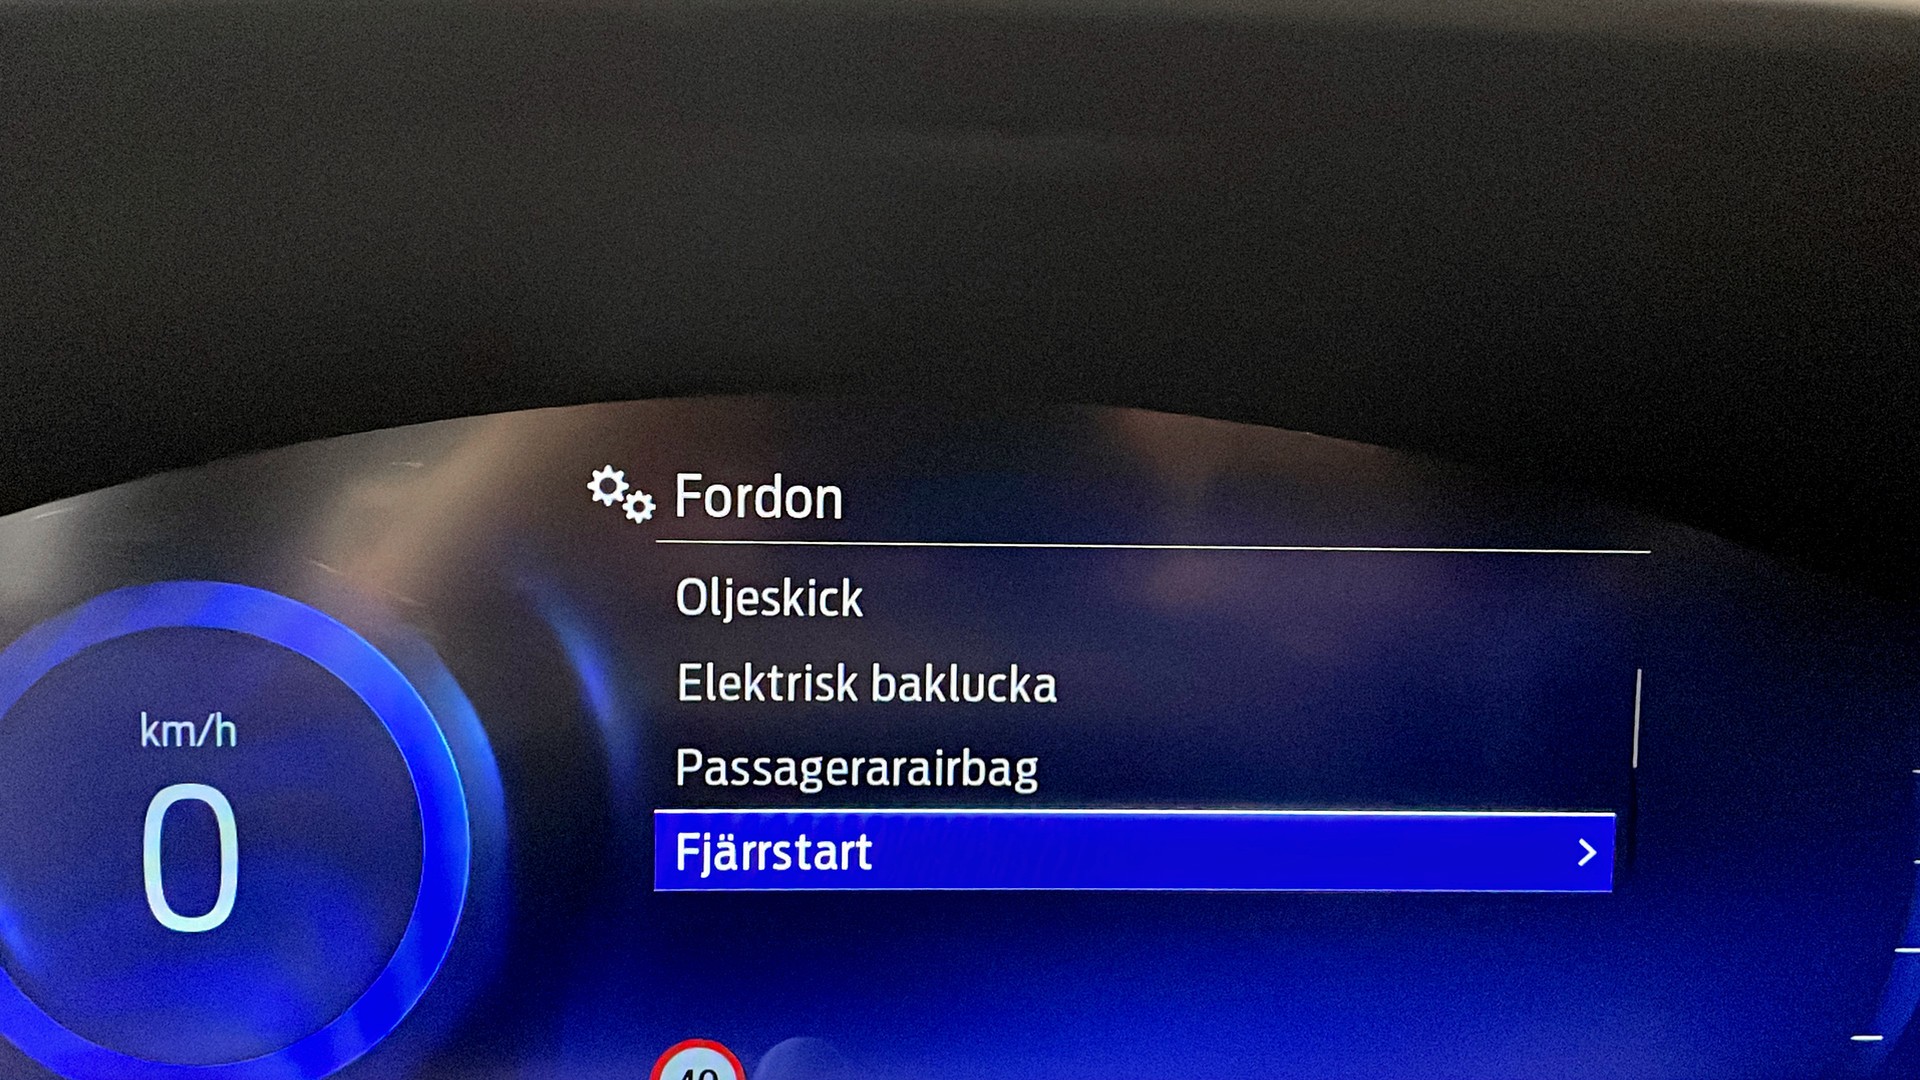 Fordon
Oljeskick
Elektrisk baklucka
Passagerarairbag
Fjärrstart
km/h
0